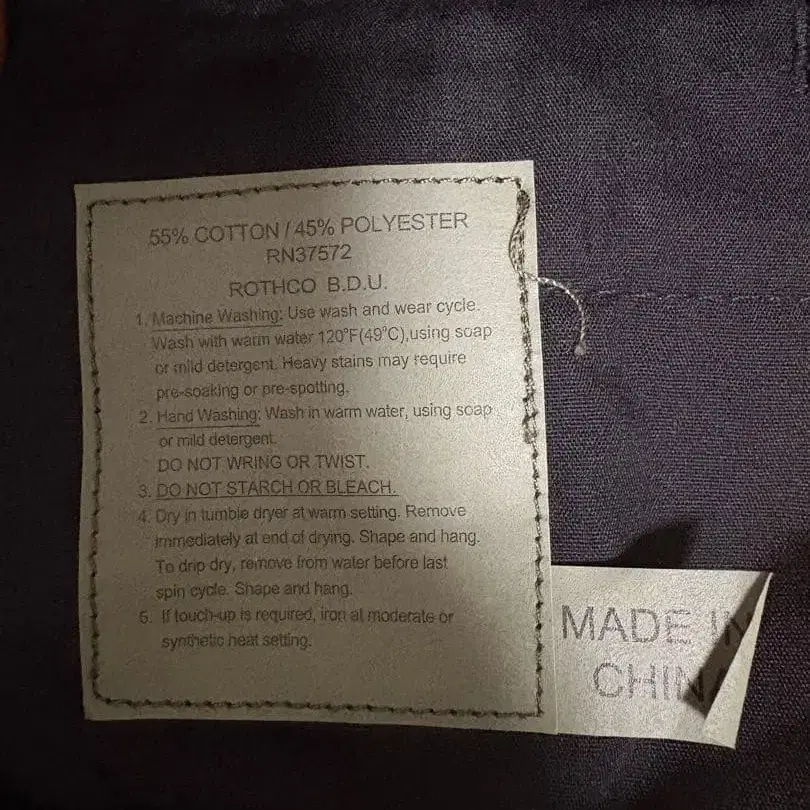 55% COTTON / 45% POLYESTER
RN37572
ROTHCO B.D.U.
1. Machine Washing: Use wash and wear cycle.
Wash with warm water 120°F(49°C),using soap
or mild detergent. Heavy stains may require
pre-soaking or pre-spotting.
2. Hand Washing: Wash in warm water, using soap
or mild detergent.
DO NOT WRING OR TWIST.
3. DO NOT STARCH OR BLEACH.
4. Dry in tumble dryer at warm setting. Remove
immediately at end of drying. Shape and hang.
To drip dry, remove from water before last
spin cycle. Shape and hang.
5. If touch-up is required, iron at moderate or
synthetic heat setting.
MADE IN
CHINA